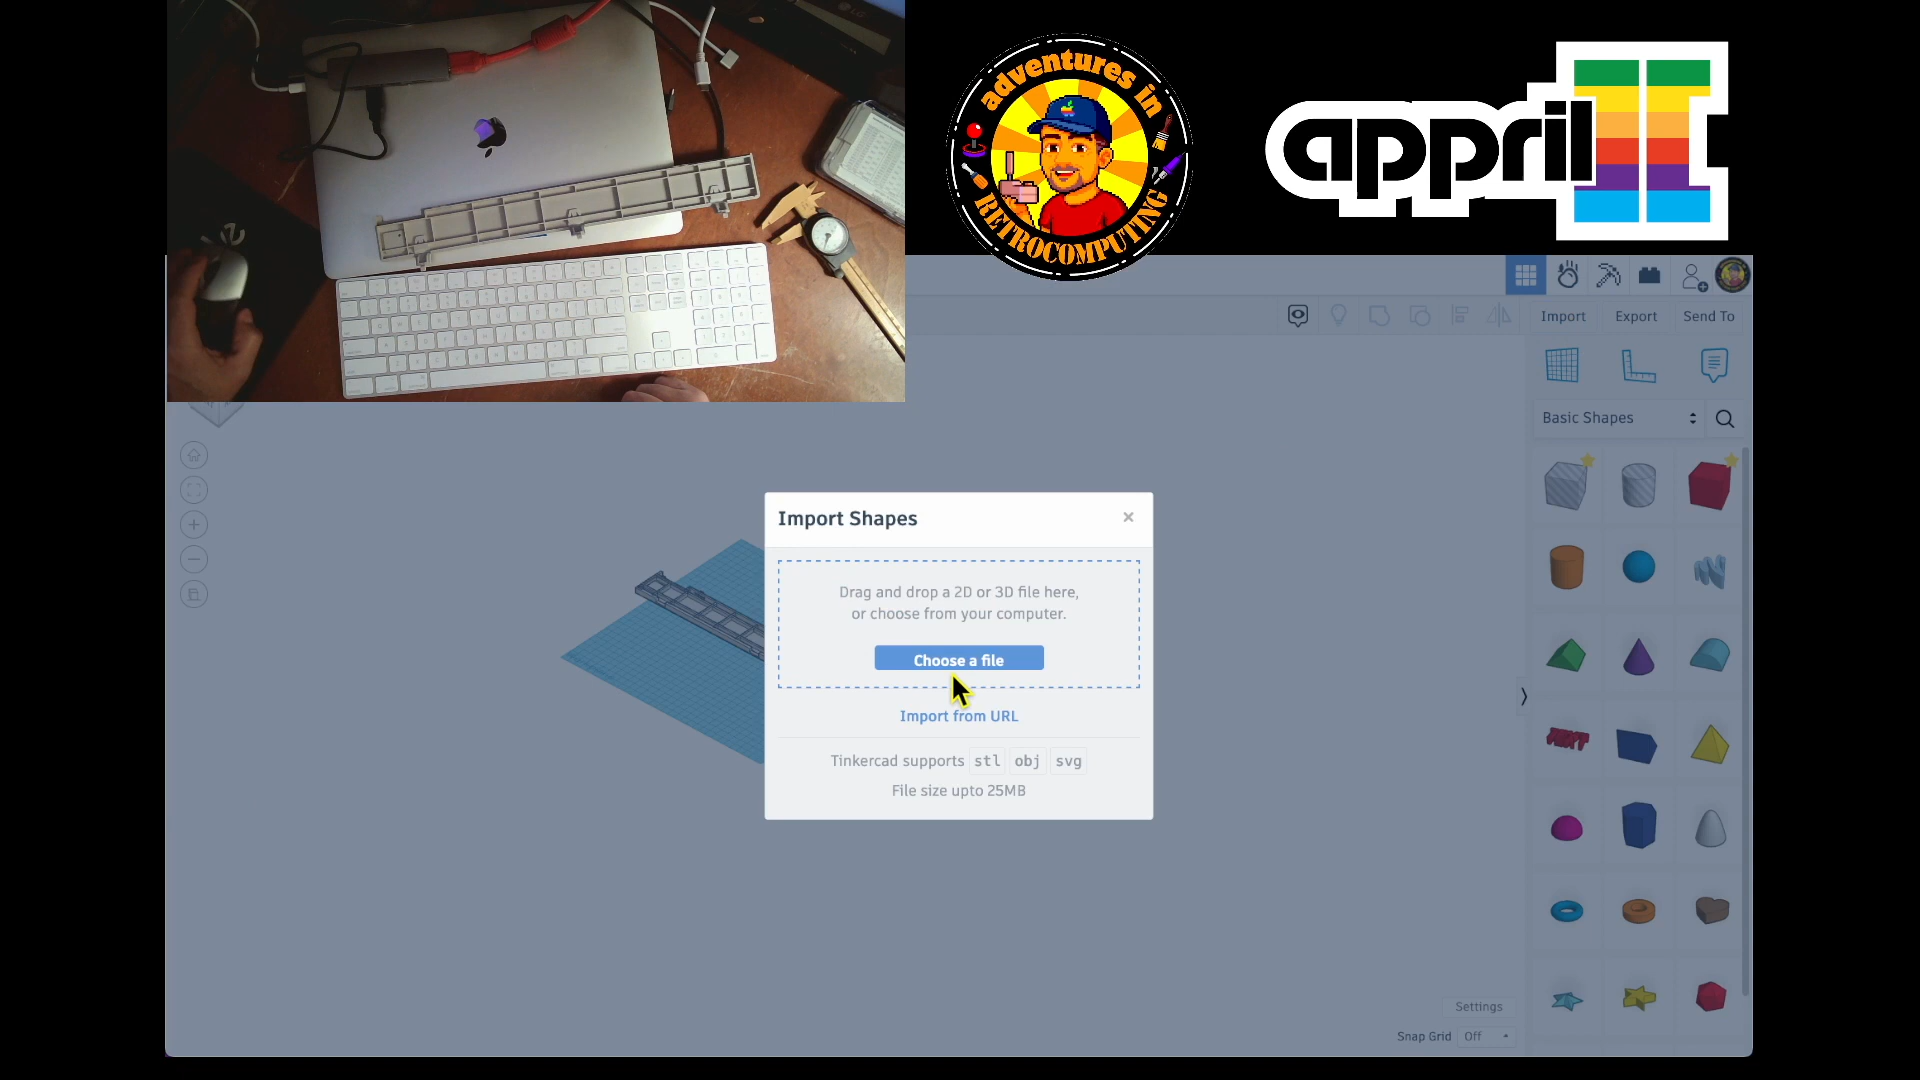 adventures in
RETROCOMPUTING
appril II
Import
Export
Send To
Basic Shapes
Import Shapes
Drag and drop a 2D or 3D file here,
or choose from your computer.
Choose a file
Import from URL
Tinkercad supports stl obj svg
File size upto 25MB
Settings
Snap Grid Off